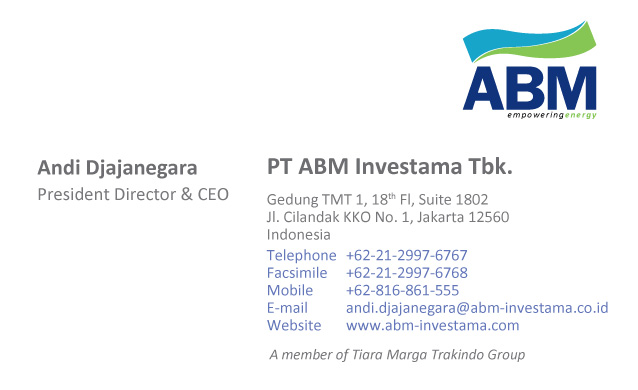 ABM
empoweringenergy
Andi Djajanegara
President Director & CEO
PT ABM Investama Tbk.
Gedung TMT 1, 18th Fl, Suite 1802
Jl. Cilandak KKO No. 1, Jakarta 12560
Indonesia
Telephone +62-21-2997-6767
Facsimile +62-21-2997-6768
Mobile +62-816-861-555
E-mail andi.djajanegara@abm-investama.co.id
Website www.abm-investama.com
A member of Tiara Marga Trakindo Group